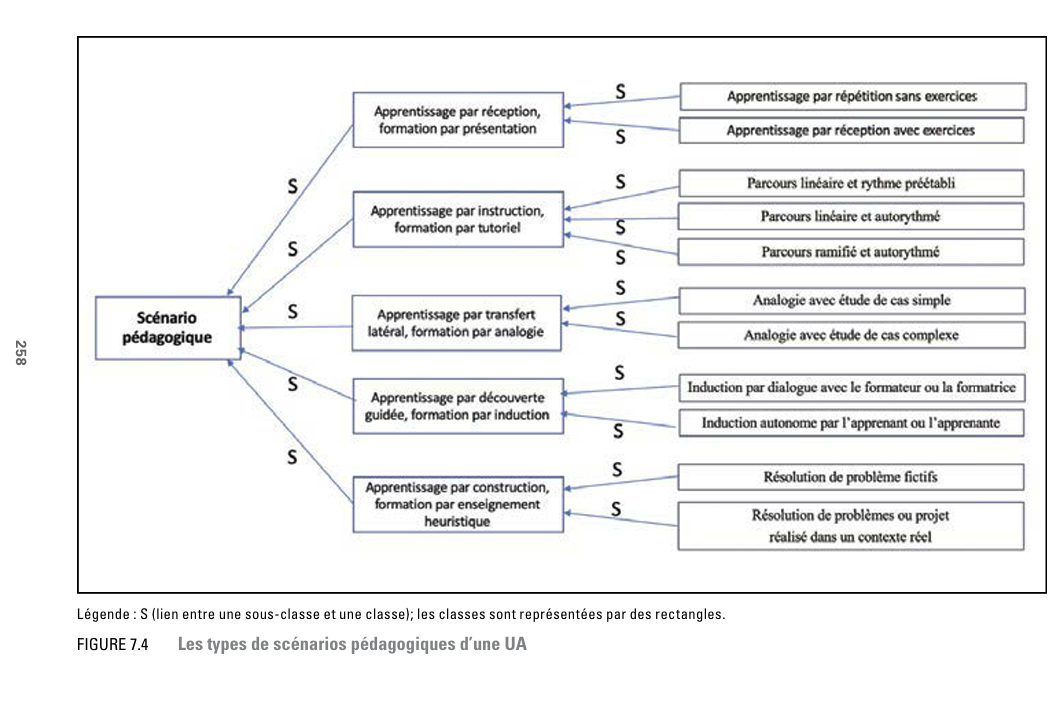 Scénario
pédagogique
S
S
S
S
S
Apprentissage par réception,
formation par présentation
S
Apprentissage par répétition sans exercices
S
Apprentissage par réception avec exercices
Apprentissage par instruction,
formation par tutoriel
S
Parcours linéaire et rythme préétabli
S
Parcours linéaire et autorythmé
S
Parcours ramifié et autorythmé
Apprentissage par transfert
latéral, formation par analogie
S
Analogie avec étude de cas simple
S
Analogie avec étude de cas complexe
Apprentissage par découverte
guidée, formation par induction
S
Induction par dialogue avec le formateur ou la formatrice
S
Induction autonome par l’apprenant ou l’apprenante
Apprentissage par construction,
formation par enseignement
heuristique
S
Résolution de problème fictifs
S
Résolution de problèmes ou projet
réalisé dans un contexte réel
258
Légende : S (lien entre une sous-classe et une classe); les classes sont représentées par des rectangles.
FIGURE 7.4 Les types de scénarios pédagogiques d’une UA